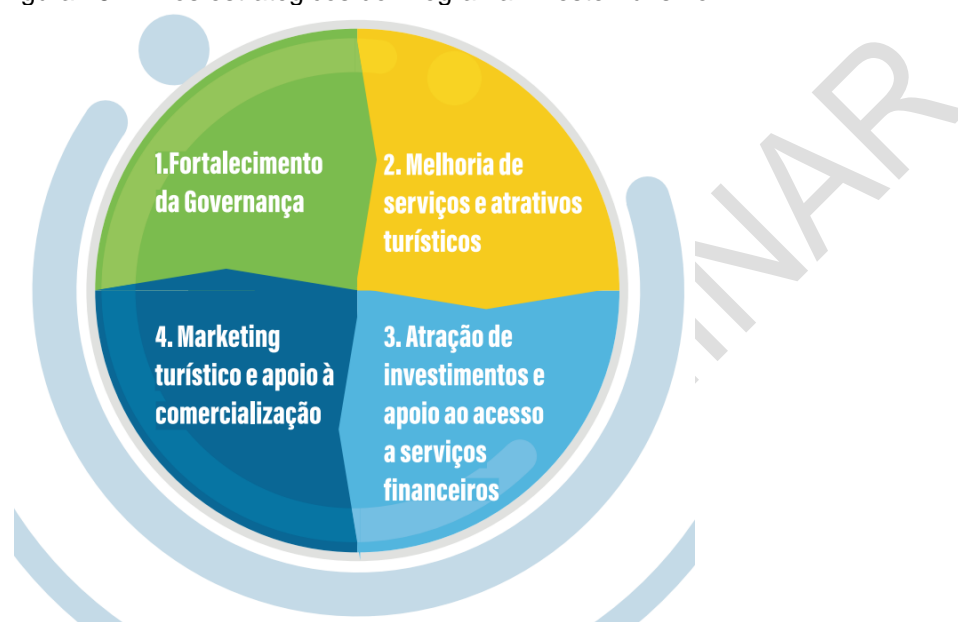 1.Fortalecimento
da Governança
2. Melhoria de
serviços e atrativos
turísticos
3. Atração de
investimentos e
apoio ao acesso
a serviços
financeiros
4. Marketing
turístico e apoio à
comercialização
INAR